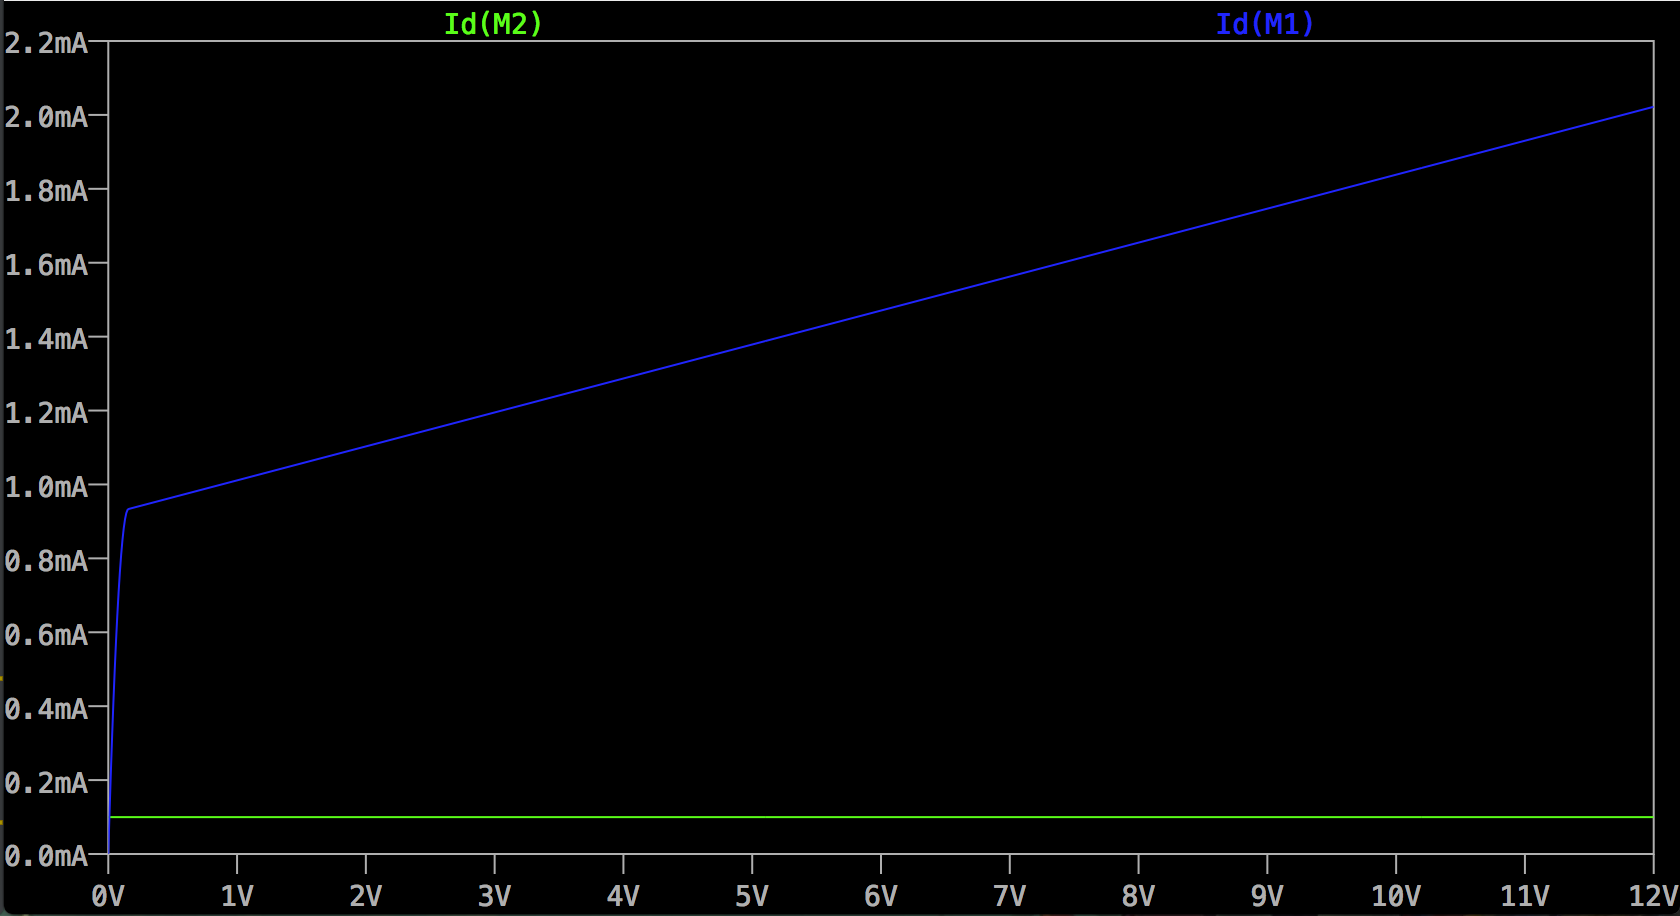 Id(M2) Id(M1)
2.2mA
2.0mA
1.8mA
1.6mA
1.4mA
1.2mA
1.0mA
0.8mA
0.6mA
0.4mA
0.2mA
0.0mA
0V 1V 2V 3V 4V 5V 6V 7V 8V 9V 10V 11V 12V